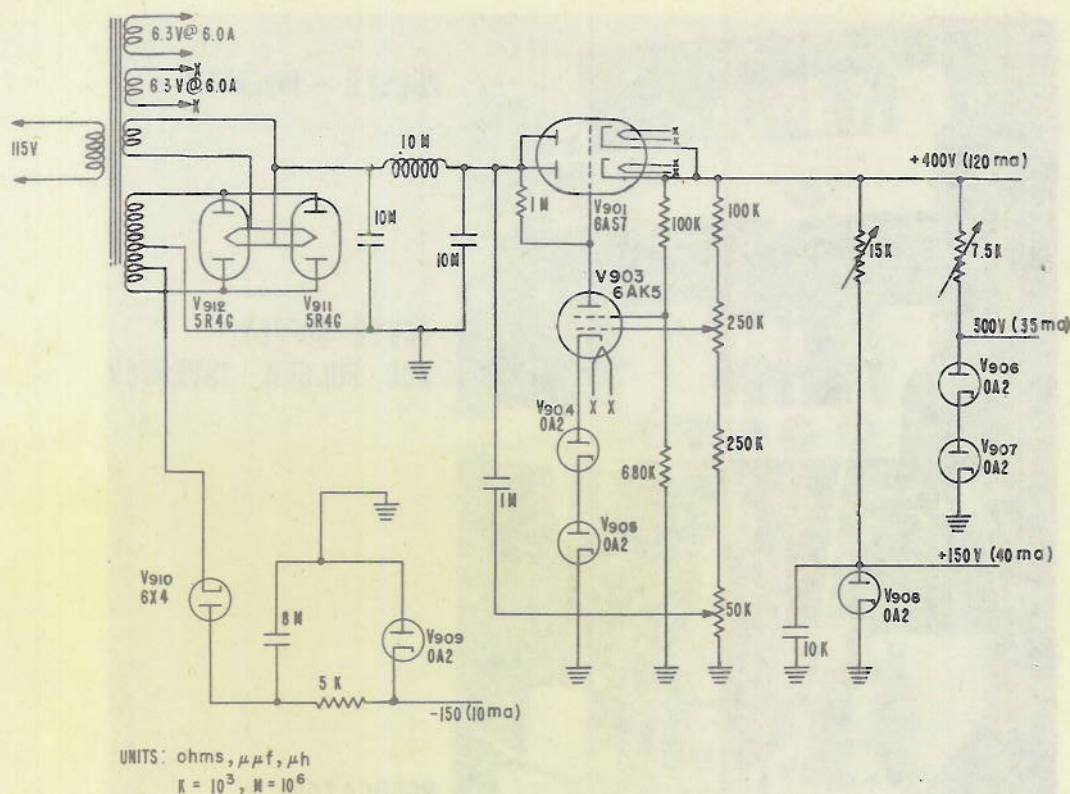 6.3V@ 6.0A
X
6.3V@ 6.0A
X
115V
10M
X
X
X
X
+400V (120 ma)
1M
V901
6AS7
100K
100K
10M
10M
15K
7.5K
V903
6AK5
V912
5R4G
V911
5R4G
250K
300V (35 ma)
X X
V906
0A2
V904
0A2
250K
V907
0A2
680K
1M
V905
0A2
+150V (40 ma)
V910
6X4
8M
V909
0A2
50K
V908
0A2
10K
5 K
-150 (10 ma)
UNITS: ohms, μμf, μh
K = 10³, M = 10⁶